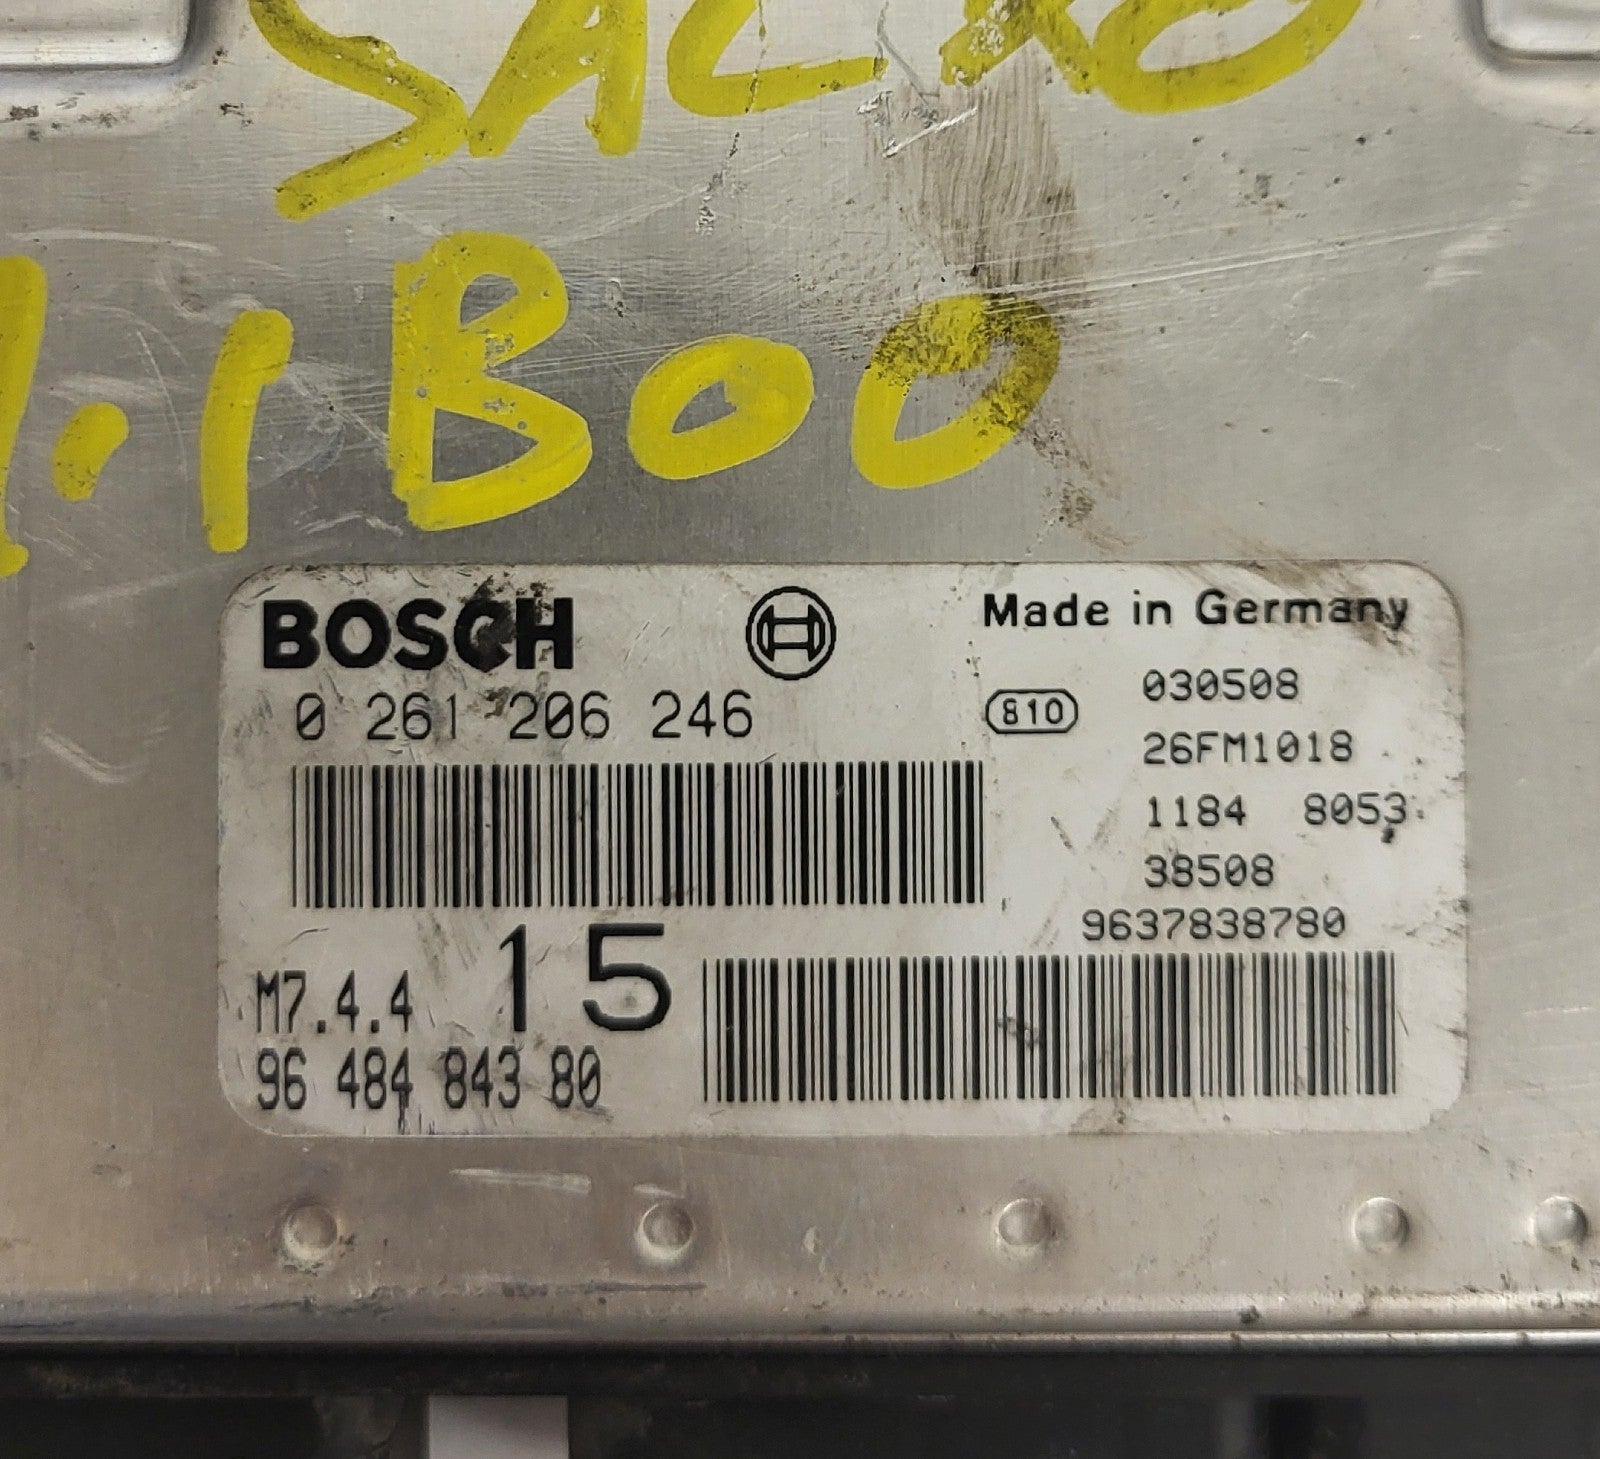 SACXO
1.1 BOO
BOSCH
Made in Germany
0 261 206 246
810
030508
26FM1018
1184 8053
38508
9637838780
M7.4.4
15
96 484 843 80